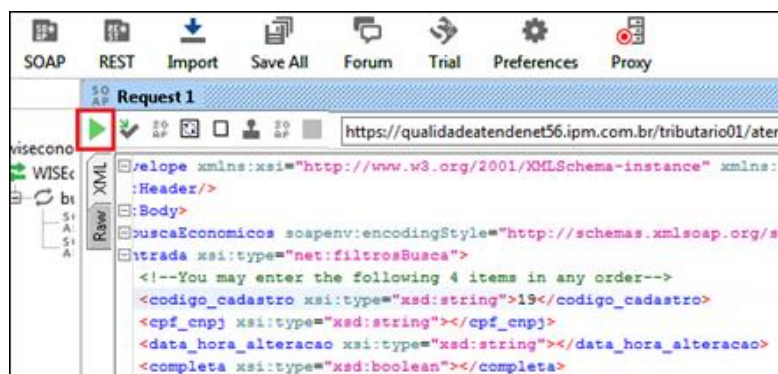 SOAP REST Import Save All Forum Trial Preferences Proxy
Request 1
https://qualidadeatendenet56.ipm.com.br/tributario01/aten
visecono
WISEc
bu
XML
Raw
velope xmlns:xsi="http://www.w3.org/2001/XMLSchema-instance" xmlns:
:Header/>
:Body>
buscaEconomicos soapenv:encodingStyle="http://schemas.xmlsoap.org/s
ntrada xsi:type="net:filtrosBusca">
<!--You may enter the following 4 items in any order-->
<codigo_cadastro xsi:type="xsd:string">19</codigo_cadastro>
<cpf_cnpj xsi:type="xsd:string"></cpf_cnpj>
<data_hora_alteracao xsi:type="xsd:string"></data_hora_alteracao>
<completa xsi:type="xsd:boolean"></completa>